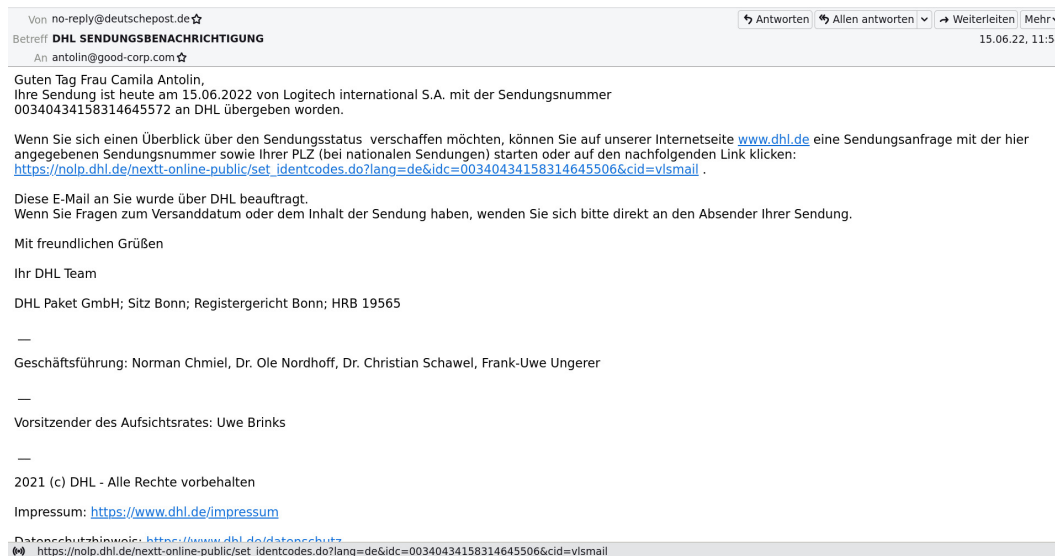 Von no-reply@deutschepost.de
Antworten Allen antworten Weiterleiten Mehr
Betreff DHL SENDUNGSBENACHRICHTIGUNG
15.06.22, 11:5
An antolin@good-corp.com
Guten Tag Frau Camila Antolin,
Ihre Sendung ist heute am 15.06.2022 von Logitech international S.A. mit der Sendungsnummer
00340434158314645572 an DHL übergeben worden.
Wenn Sie sich einen Überblick über den Sendungsstatus verschaffen möchten, können Sie auf unserer Internetseite www.dhl.de eine Sendungsanfrage mit der hier
angegebenen Sendungsnummer sowie Ihrer PLZ (bei nationalen Sendungen) starten oder auf den nachfolgenden Link klicken:
https://nolp.dhl.de/nextt-online-public/set_identcodes.do?lang=de&idc=00340434158314645506&cid=vlsmail .
Diese E-Mail an Sie wurde über DHL beauftragt.
Wenn Sie Fragen zum Versanddatum oder dem Inhalt der Sendung haben, wenden Sie sich bitte direkt an den Absender Ihrer Sendung.
Mit freundlichen Grüßen
Ihr DHL Team
DHL Paket GmbH; Sitz Bonn; Registergericht Bonn; HRB 19565
—
Geschäftsführung: Norman Chmiel, Dr. Ole Nordhoff, Dr. Christian Schawel, Frank-Uwe Ungerer
—
Vorsitzender des Aufsichtsrates: Uwe Brinks
—
2021 (c) DHL - Alle Rechte vorbehalten
Impressum: https://www.dhl.de/impressum
Datenschutzhinweis: https://www.dhl.de/datenschutz
https://nolp.dhl.de/nextt-online-public/set_identcodes.do?lang=de&idc=00340434158314645506&cid=vlsmail